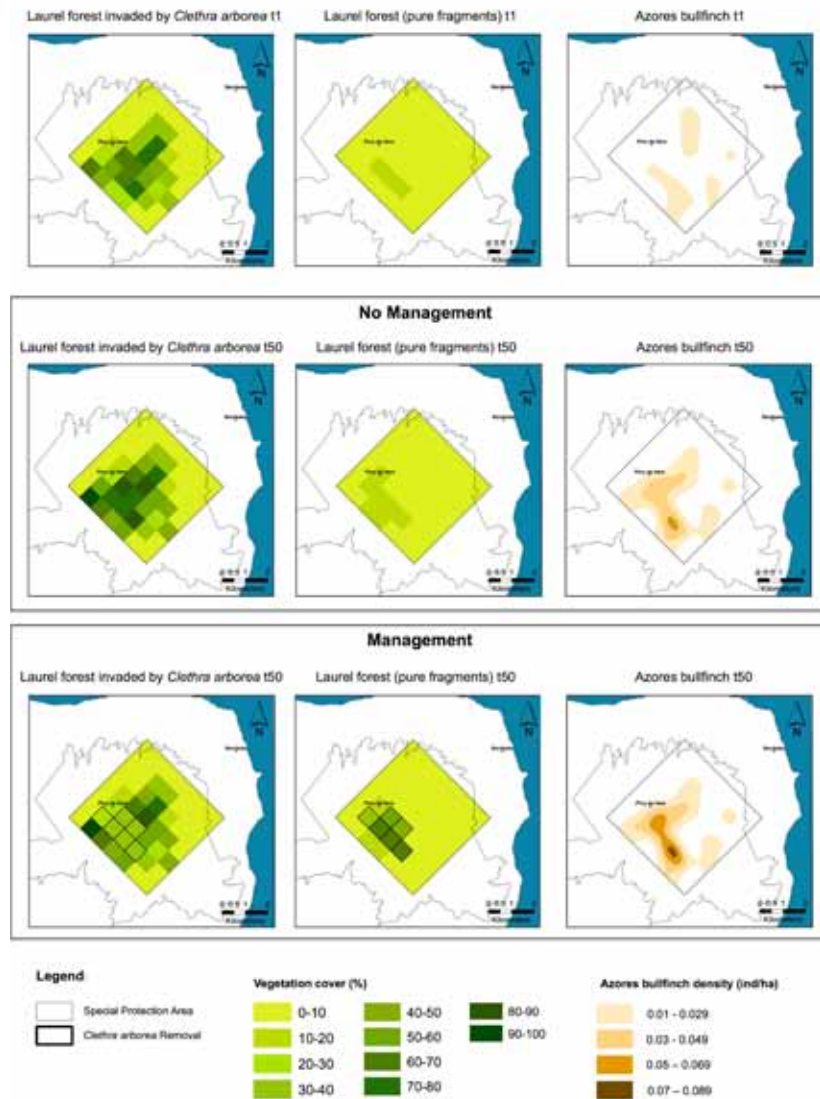 Laurel forest invaded by Clethra arborea t1
Laurel forest (pure fragments) t1
Azores bullfinch t1
N
Kilometers
No Management
Laurel forest invaded by Clethra arborea t50
Laurel forest (pure fragments) t50
Azores bullfinch t50
N
Kilometers
Management
Laurel forest invaded by Clethra arborea t50
Laurel forest (pure fragments) t50
Azores bullfinch t50
N
Kilometers
Legend
Special Protection Area
Clethra arborea Removal
Vegetation cover (%)
0-10
10-20
20-30
30-40
40-50
50-60
60-70
70-80
80-90
90-100
Azores bullfinch density (ind/ha)
0.01 - 0.029
0.03 - 0.049
0.05 – 0.069
0.07 – 0.089